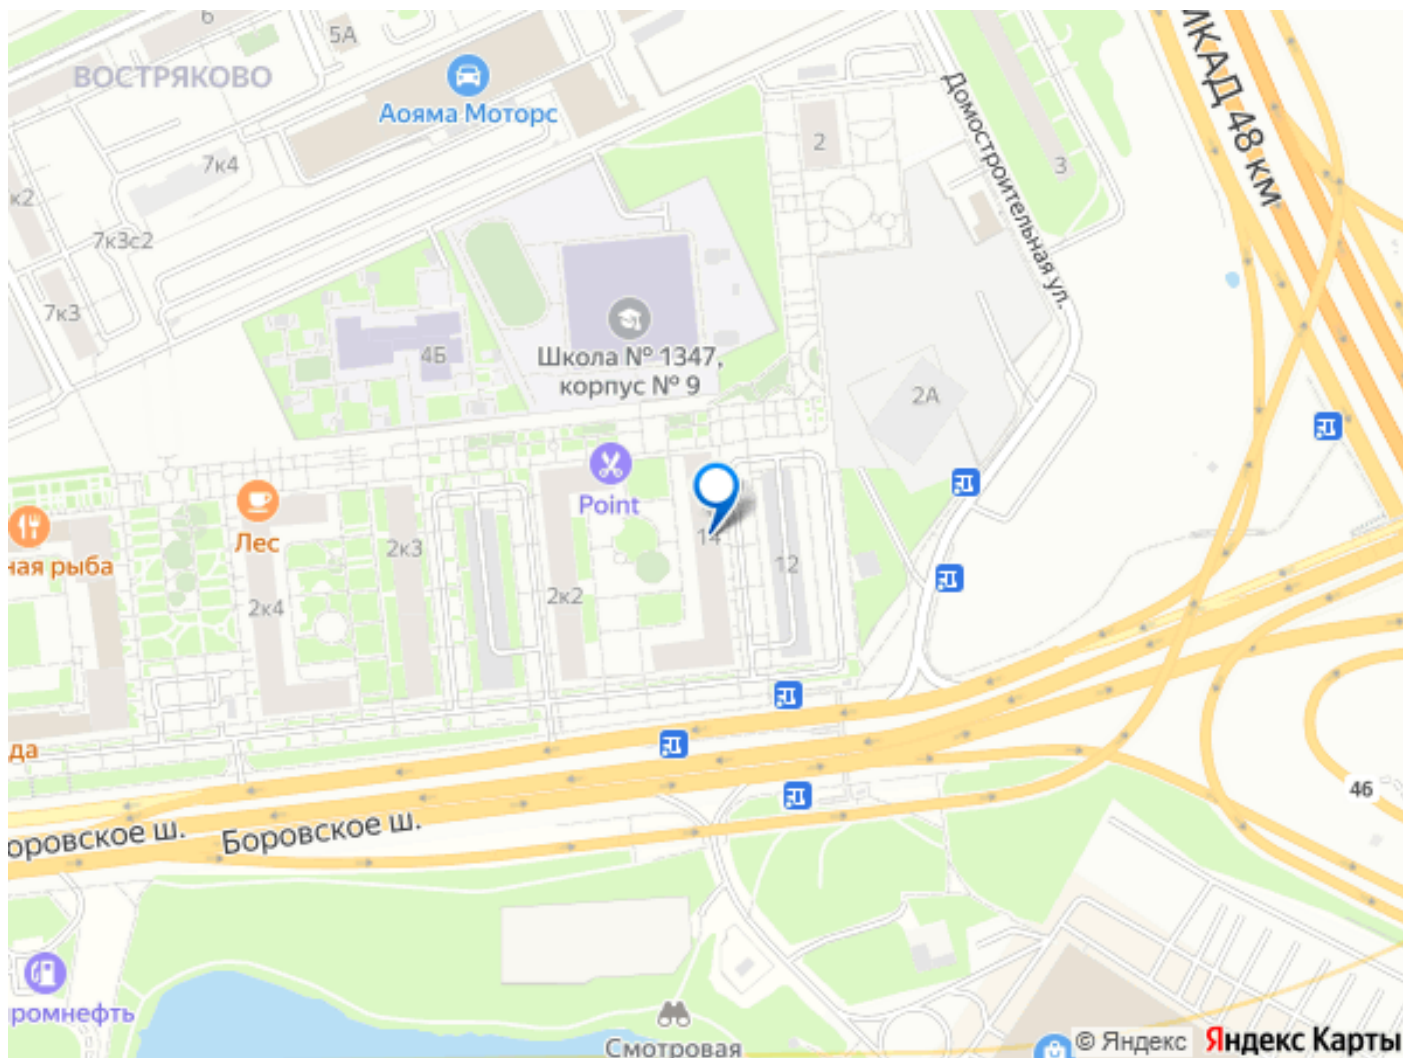 6
5А
ВОСТРЯКОВО
Аояма Моторс
МКАД 48 км
Домостроительная ул.
2
3
7к4
к2
7к3с2
7к3
4Б
Школа № 1347,
корпус № 9
2А
Point
Лес
ная рыба
2к3
14
12
2к4
2к2
да
46
оровское ш.
Боровское ш.
промнефть
Смотровая
© Яндекс
Яндекс Карты